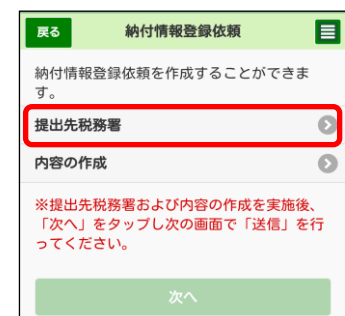 戻る 納付情報登録依頼
納付情報登録依頼を作成することができま
す。
提出先税務署
内容の作成
※提出先税務署および内容の作成を実施後、
「次へ」をタップし次の画面で「送信」を行
ってください。
次へ